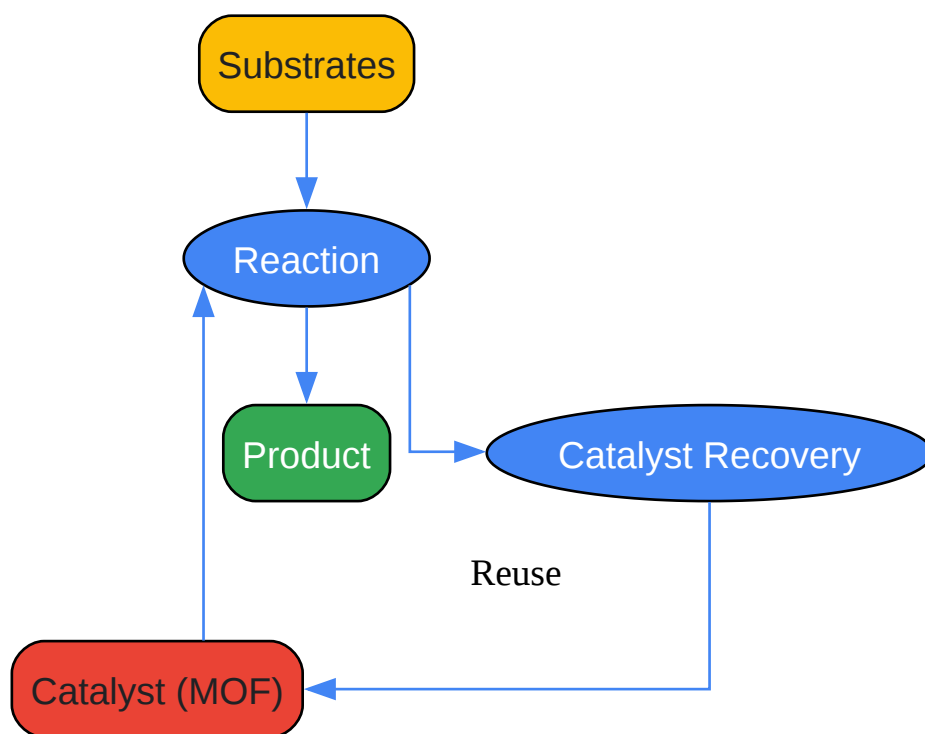 Substrates
Reaction
Product
Catalyst Recovery
Reuse
Catalyst (MOF)